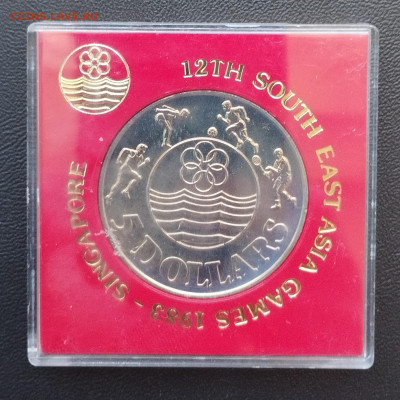 12TH SOUTH EAST ASIA GAMES 1983 - SINGAPORE
5 DOLLARS